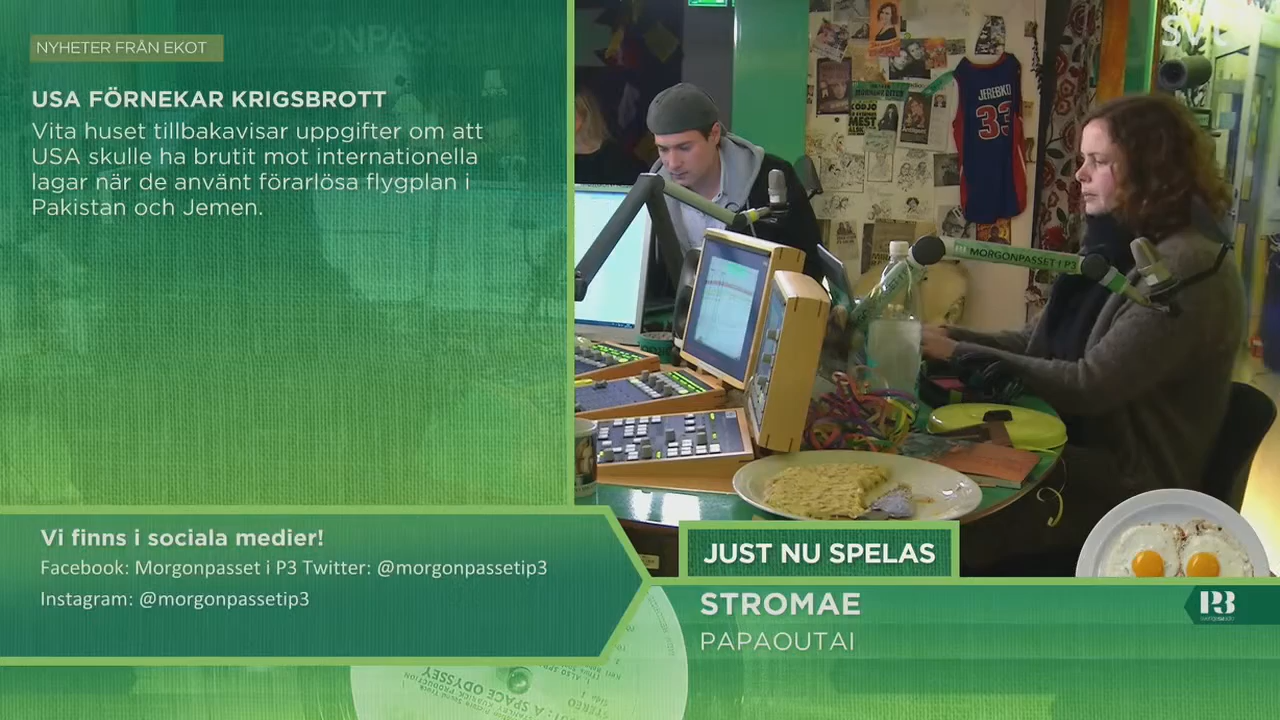 NYHETER FRÅN EKOT
USA FÖRNEKAR KRIGSBROTT
Vita huset tillbakavisar uppgifter om att
USA skulle ha brutit mot internationella
lagar när de använt förarlösa flygplan i
Pakistan och Jemen.
svt
JEREBKO
33
MEST
MORGONPASSET I P3
Vi finns i sociala medier!
Facebook: Morgonpasset i P3 Twitter: @morgonpassetip3
Instagram: @morgonpassetip3
JUST NU SPELAS
STROMAE
PAPAOUTAI
P3
A SPACE ODYSSEY
STEREO